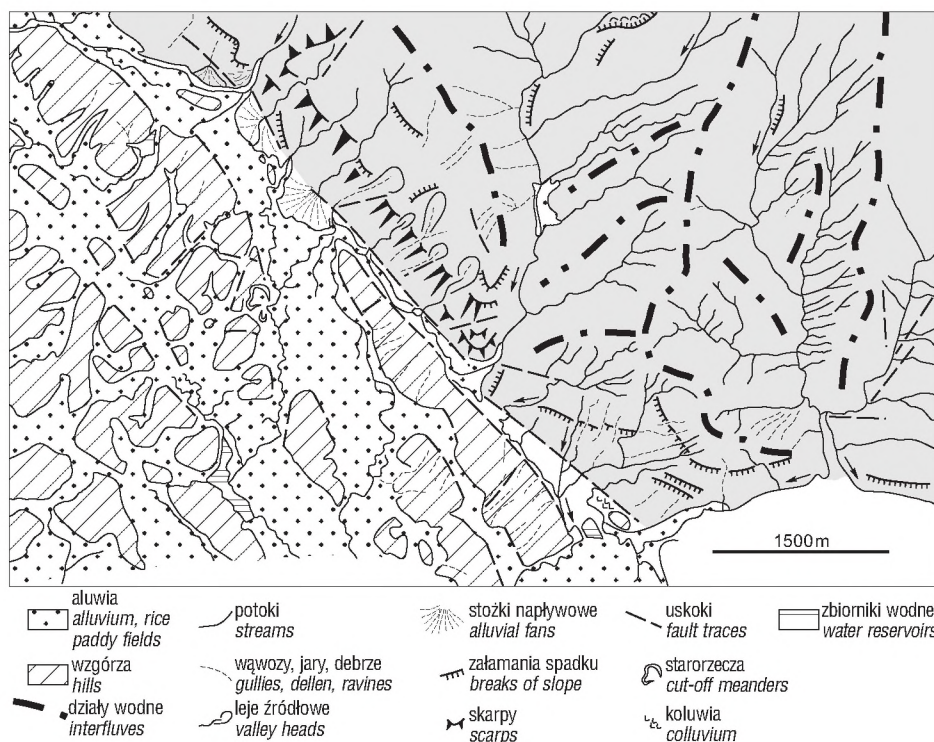 1500m
aluwia
alluvium, rice
paddy fields
potoki
streams
stożki napływowe
alluvial fans
uskoki
fault traces
zbiorniki wodne
water reservoirs
wzgórza
hills
wąwozy, jary, debrze
gullies, dellen, ravines
załamania spadku
breaks of slope
starorzecza
cut-off meanders
działy wodne
interfluves
leje źródłowe
valley heads
skarpy
scarps
koluwia
colluvium